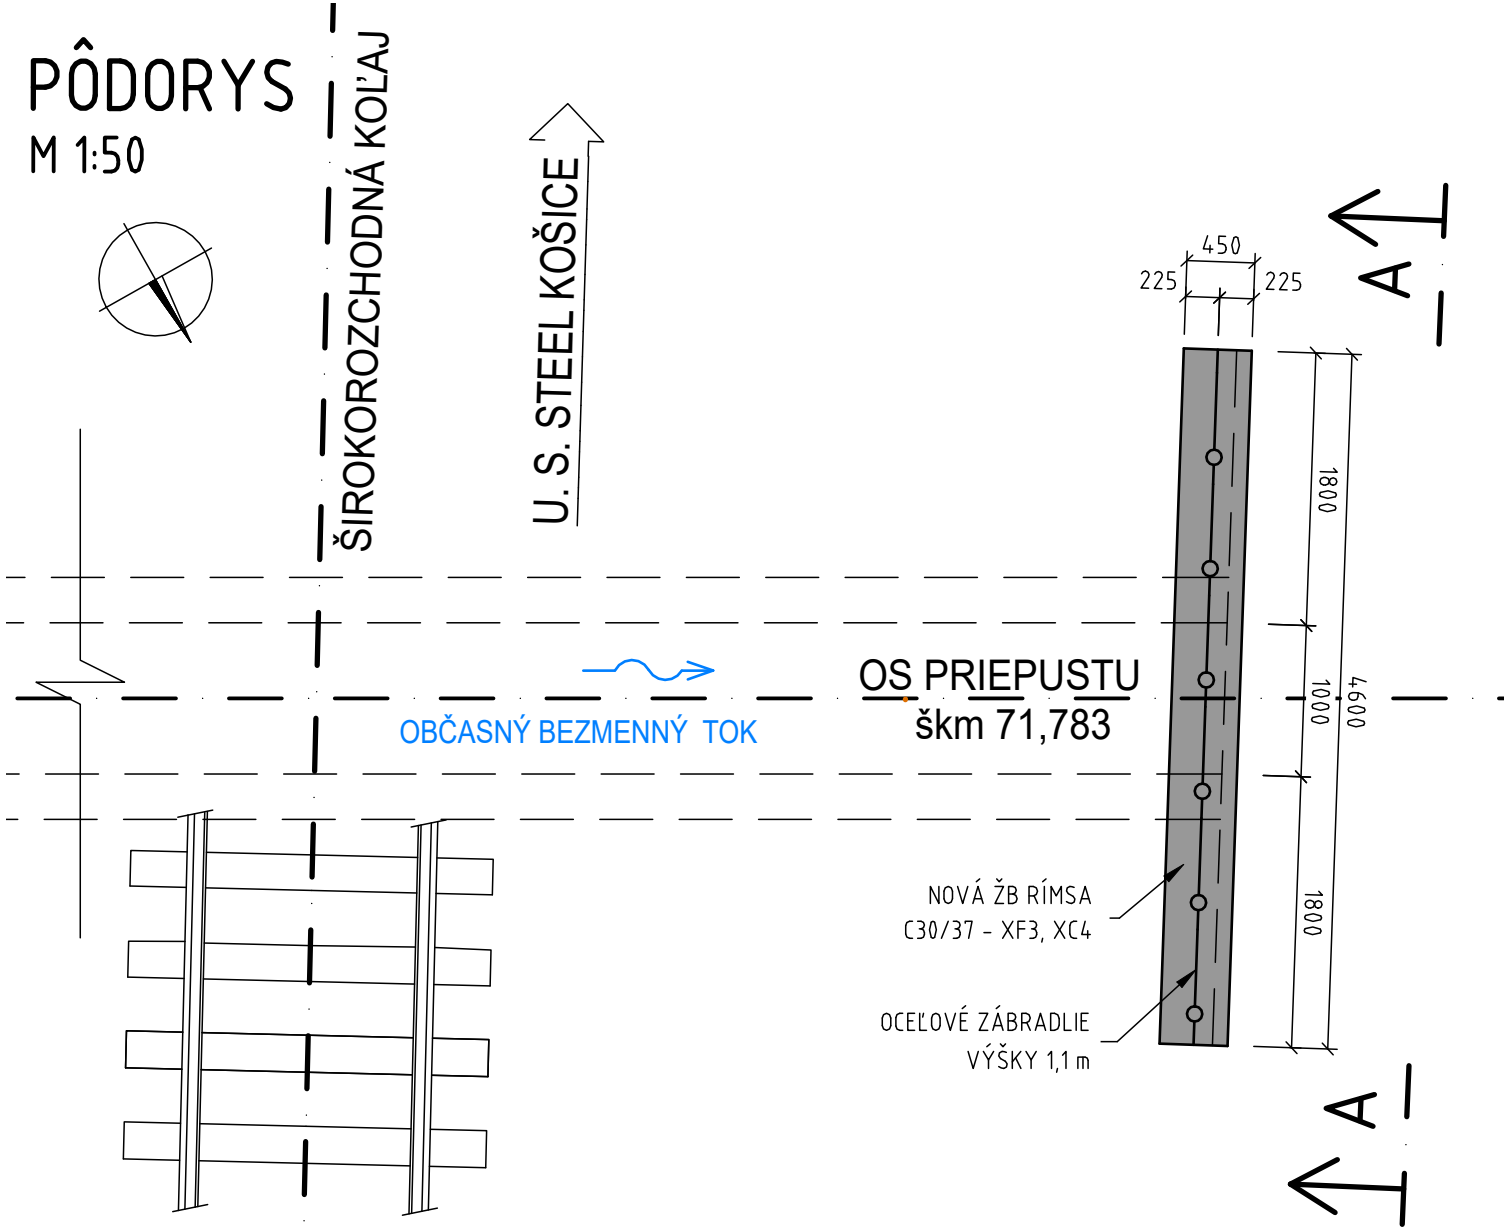 PÔDORYS
M 1:50
ŠIROKOROZCHODNÁ KOĽAJ
U. S. STEEL KOŠICE
A
450
225
225
1800
1000
4600
1800
OS PRIEPUSTU
škm 71,783
OBČASNÝ BEZMENNÝ TOK
NOVÁ ŽB RÍMSA
C30/37 - XF3, XC4
OCEĽOVÉ ZÁBRADLIE
VÝŠKY 1,1 m
A